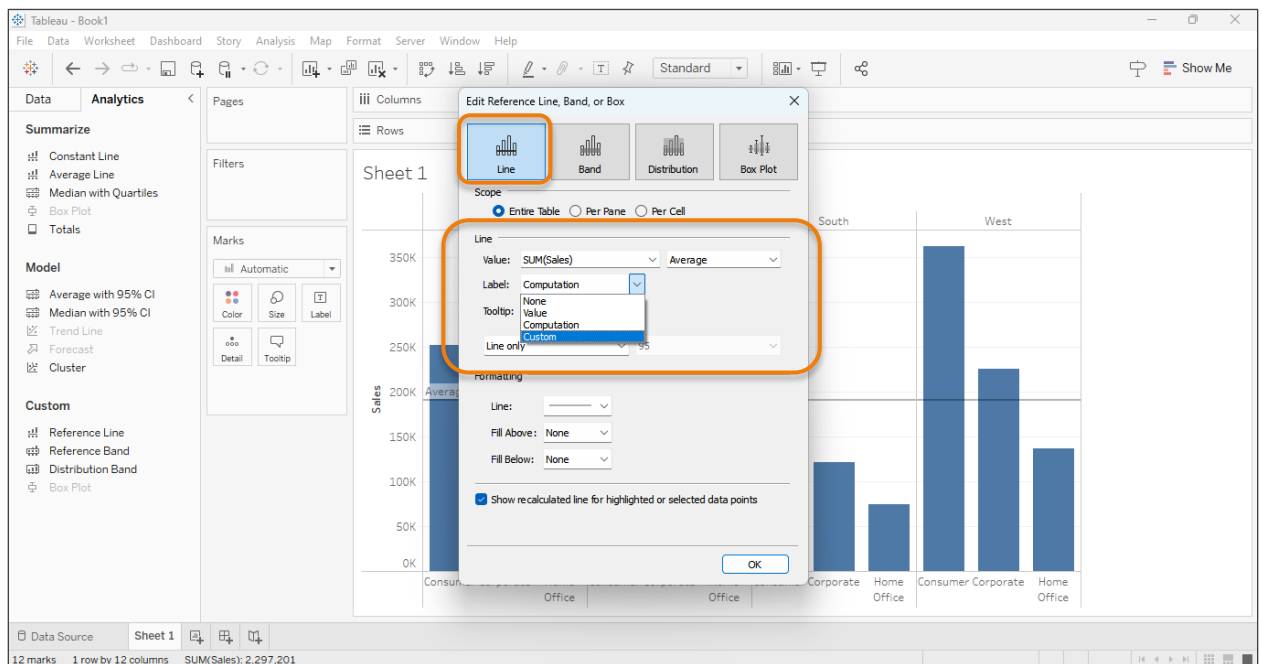 Tableau - Book1
File Data Worksheet Dashboard Story Analysis Map Format Server Window Help
Standard
Show Me
Data
Analytics
Summarize
Constant Line
Average Line
Median with Quartiles
Box Plot
Totals
Model
Average with 95% CI
Median with 95% CI
Trend Line
Forecast
Cluster
Custom
Reference Line
Reference Band
Distribution Band
Box Plot
Pages
Filters
Marks
Automatic
Color
Size
Label
Detail
Tooltip
Columns
Rows
Sheet 1
South
West
Sales
350K
300K
250K
200K
150K
100K
50K
0K
Edit Reference Line, Band, or Box
Line
Band
Distribution
Box Plot
Scope
Entire Table
Per Pane
Per Cell
Line
Value: SUM(Sales) Average
Label: Computation
None
Value
Computation
Custom
Tooltip:
Line only 95
Formatting
Line:
Fill Above: None
Fill Below: None
Show recalculated line for highlighted or selected data points
OK
Office
Office
Corporate
Home
Office
Consumer
Corporate
Home
Office
Data Source
Sheet 1
12 marks 1 row by 12 columns SUM(Sales): 2,297,201